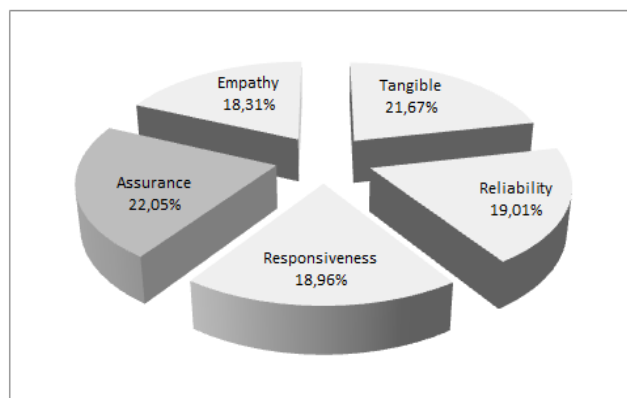 Empathy
18,31%
Tangible
21,67%
Assurance
22,05%
Reliability
19,01%
Responsiveness
18,96%